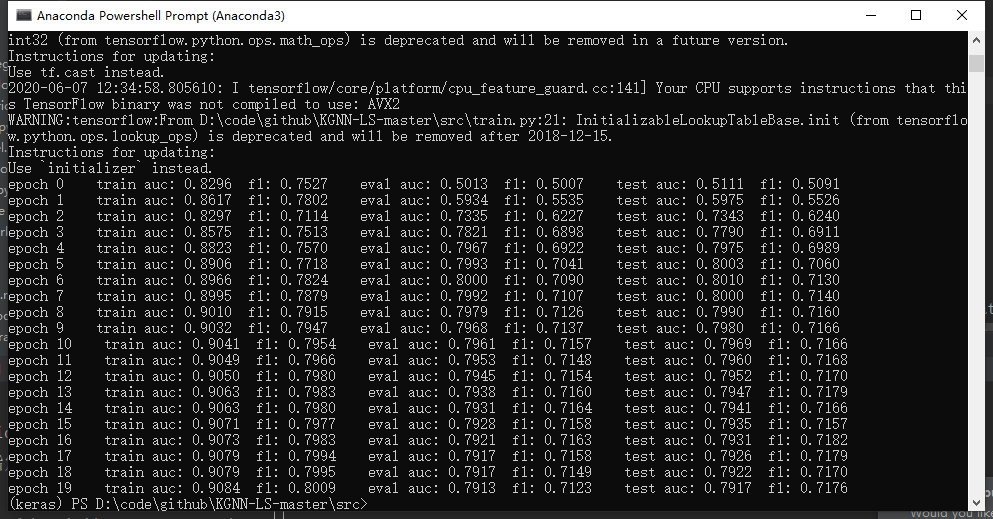 Anaconda Powershell Prompt (Anaconda3)
int32 (from tensorflow.python.ops.math_ops) is deprecated and will be removed in a future version.
Instructions for updating:
Use tf.cast instead.
2020-06-07 12:34:58.805610: I tensorflow/core/platform/cpu_feature_guard.cc:141] Your CPU supports instructions that thi
s TensorFlow binary was not compiled to use: AVX2
WARNING:tensorflow:From D:\code\github\KGNN-LS-master\src\train.py:21: InitializableLookupTableBase.init (from tensorflo
w.python.ops.lookup_ops) is deprecated and will be removed after 2018-12-15.
Instructions for updating:
Use `initializer` instead.
epoch 0    train auc: 0.8296  f1: 0.7527    eval auc: 0.5013  f1: 0.5007    test auc: 0.5111  f1: 0.5091
epoch 1    train auc: 0.8617  f1: 0.7802    eval auc: 0.5934  f1: 0.5535    test auc: 0.5975  f1: 0.5526
epoch 2    train auc: 0.8297  f1: 0.7114    eval auc: 0.7335  f1: 0.6227    test auc: 0.7343  f1: 0.6240
epoch 3    train auc: 0.8575  f1: 0.7513    eval auc: 0.7821  f1: 0.6898    test auc: 0.7790  f1: 0.6911
epoch 4    train auc: 0.8823  f1: 0.7570    eval auc: 0.7967  f1: 0.6922    test auc: 0.7975  f1: 0.6989
epoch 5    train auc: 0.8906  f1: 0.7718    eval auc: 0.7993  f1: 0.7041    test auc: 0.8003  f1: 0.7060
epoch 6    train auc: 0.8966  f1: 0.7824    eval auc: 0.8000  f1: 0.7090    test auc: 0.8010  f1: 0.7130
epoch 7    train auc: 0.8995  f1: 0.7879    eval auc: 0.7992  f1: 0.7107    test auc: 0.8000  f1: 0.7140
epoch 8    train auc: 0.9010  f1: 0.7915    eval auc: 0.7979  f1: 0.7126    test auc: 0.7990  f1: 0.7160
epoch 9    train auc: 0.9032  f1: 0.7947    eval auc: 0.7968  f1: 0.7137    test auc: 0.7980  f1: 0.7166
epoch 10    train auc: 0.9041  f1: 0.7954    eval auc: 0.7961  f1: 0.7157    test auc: 0.7969  f1: 0.7166
epoch 11    train auc: 0.9049  f1: 0.7966    eval auc: 0.7953  f1: 0.7148    test auc: 0.7960  f1: 0.7168
epoch 12    train auc: 0.9050  f1: 0.7980    eval auc: 0.7945  f1: 0.7154    test auc: 0.7952  f1: 0.7170
epoch 13    train auc: 0.9063  f1: 0.7983    eval auc: 0.7938  f1: 0.7160    test auc: 0.7947  f1: 0.7179
epoch 14    train auc: 0.9063  f1: 0.7980    eval auc: 0.7931  f1: 0.7164    test auc: 0.7941  f1: 0.7166
epoch 15    train auc: 0.9071  f1: 0.7977    eval auc: 0.7928  f1: 0.7158    test auc: 0.7935  f1: 0.7157
epoch 16    train auc: 0.9073  f1: 0.7983    eval auc: 0.7921  f1: 0.7163    test auc: 0.7931  f1: 0.7182
epoch 17    train auc: 0.9079  f1: 0.7994    eval auc: 0.7917  f1: 0.7158    test auc: 0.7926  f1: 0.7179
epoch 18    train auc: 0.9079  f1: 0.7995    eval auc: 0.7917  f1: 0.7149    test auc: 0.7922  f1: 0.7170
epoch 19    train auc: 0.9084  f1: 0.8009    eval auc: 0.7913  f1: 0.7123    test auc: 0.7917  f1: 0.7176
(keras) PS D:\code\github\KGNN-LS-master\src>
Would you like